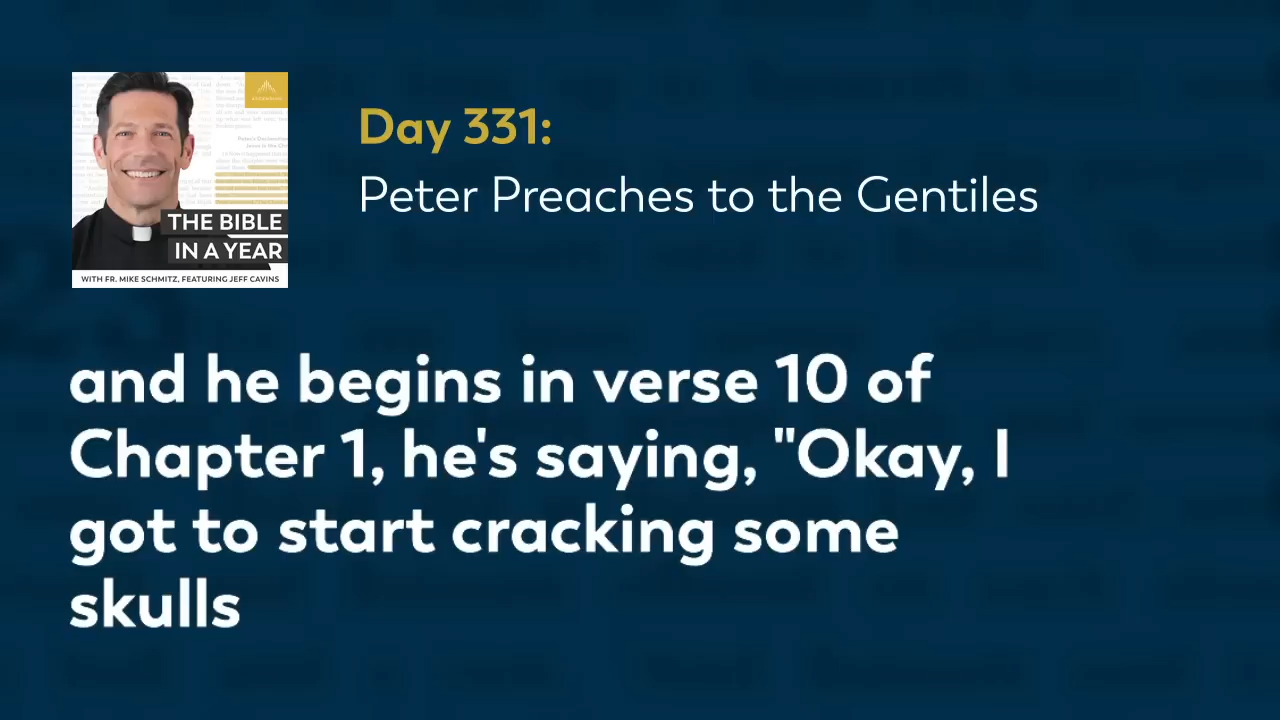 Day 331:
Peter Preaches to the Gentiles
THE BIBLE
IN A YEAR
WITH FR. MIKE SCHMITZ, FEATURING JEFF CAVINS
and he begins in verse 10 of
Chapter 1, he's saying, "Okay, I
got to start cracking some
skulls